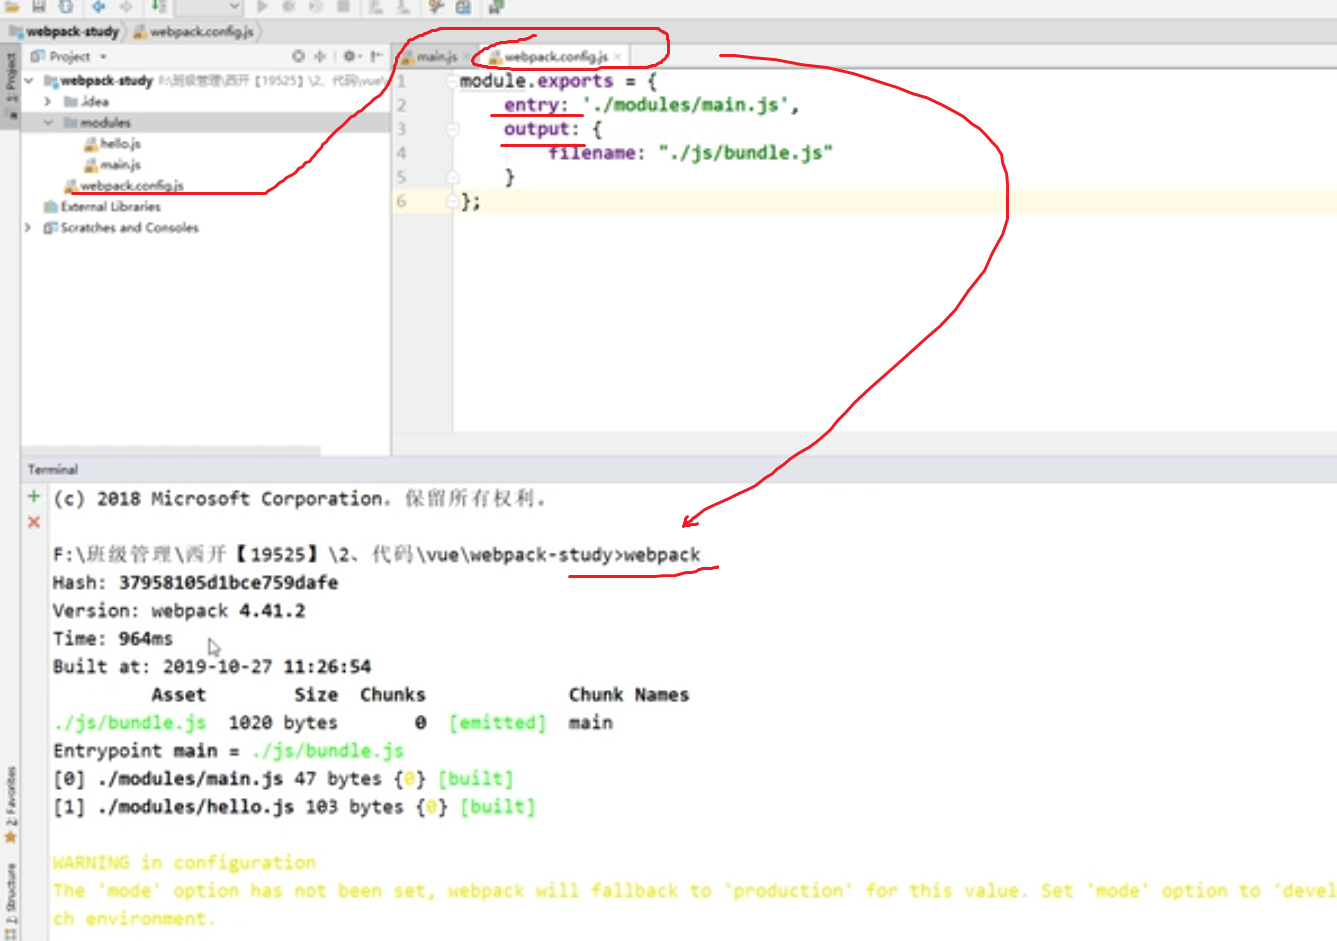 webpack-study webpack.config.js
1: Project
Project
main.js webpack.config.js
webpack-study F:\班级管理\西开【19525】\2、代码\vue\
.idea
modules
hello.js
main.js
webpack.config.js
External Libraries
Scratches and Consoles
1 module.exports = {
2 entry: './modules/main.js',
3 output: {
4 filename: "./js/bundle.js"
5 }
6 };
Terminal
(c) 2018 Microsoft Corporation。保留所有权利。
F:\班级管理\西开【19525】\2、代码\vue\webpack-study>webpack
Hash: 37958105d1bce759dafe
Version: webpack 4.41.2
Time: 964ms
Built at: 2019-10-27 11:26:54
Asset Size Chunks Chunk Names
./js/bundle.js 1020 bytes 0 [emitted] main
Entrypoint main = ./js/bundle.js
[0] ./modules/main.js 47 bytes {0} [built]
[1] ./modules/hello.js 103 bytes {0} [built]
WARNING in configuration
The 'mode' option has not been set, webpack will fallback to 'production' for this value. Set 'mode' option to 'devel
ch environment.
2: Favorites
Structure